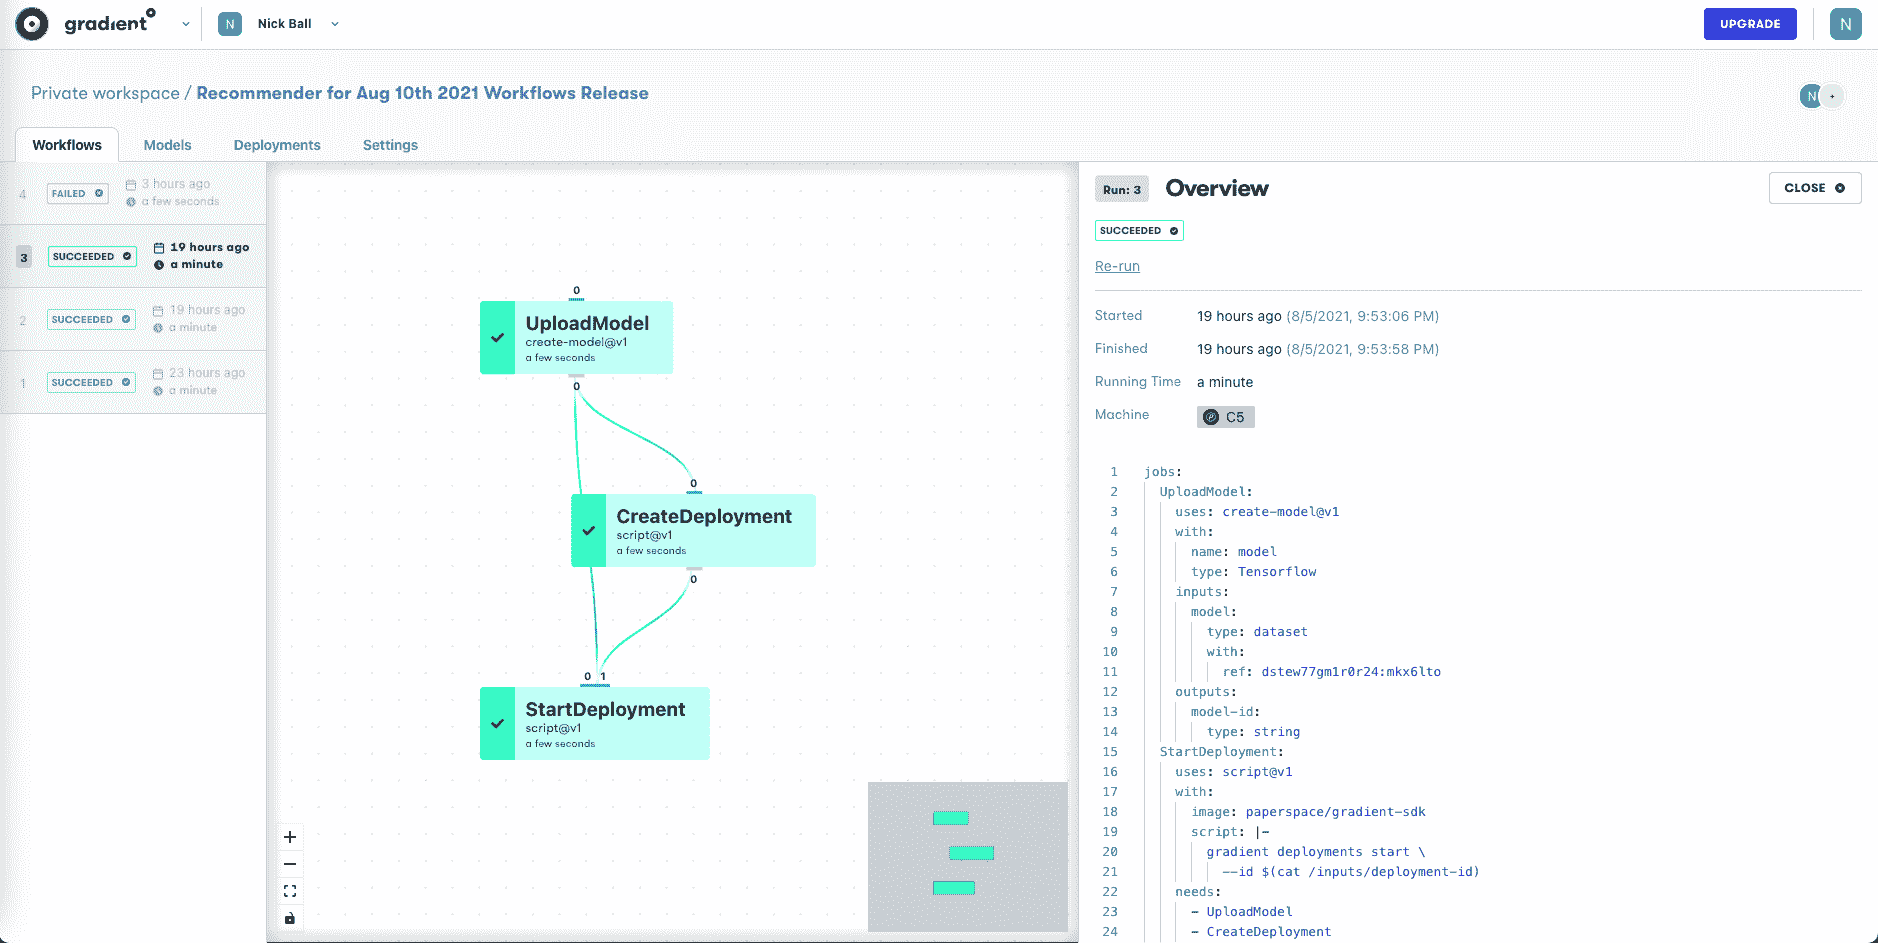 gradient
N Nick Ball
UPGRADE
N
Private workspace / Recommender for Aug 10th 2021 Workflows Release
N +
Workflows Models Deployments Settings
4 FAILED 3 hours ago
a few seconds
3 SUCCEEDED 19 hours ago
a minute
2 SUCCEEDED 19 hours ago
a minute
1 SUCCEEDED 23 hours ago
a minute
0
UploadModel
create-model@v1
a few seconds
0
0
CreateDeployment
script@v1
a few seconds
0
0 1
StartDeployment
script@v1
a few seconds
Run: 3 Overview
CLOSE
SUCCEEDED
Re-run
Started 19 hours ago (8/5/2021, 9:53:06 PM)
Finished 19 hours ago (8/5/2021, 9:53:58 PM)
Running Time a minute
Machine C5
1 jobs:
2 UploadModel:
3 uses: create-model@v1
4 with:
5 name: model
6 type: Tensorflow
7 inputs:
8 model:
9 type: dataset
10 with:
11 ref: dstew77gm1r0r24:mkx6lto
12 outputs:
13 model-id:
14 type: string
15 StartDeployment:
16 uses: script@v1
17 with:
18 image: paperspace/gradient-sdk
19 script: |-
20 gradient deployments start \
21 --id $(cat /inputs/deployment-id)
22 needs:
23 - UploadModel
24 - CreateDeployment